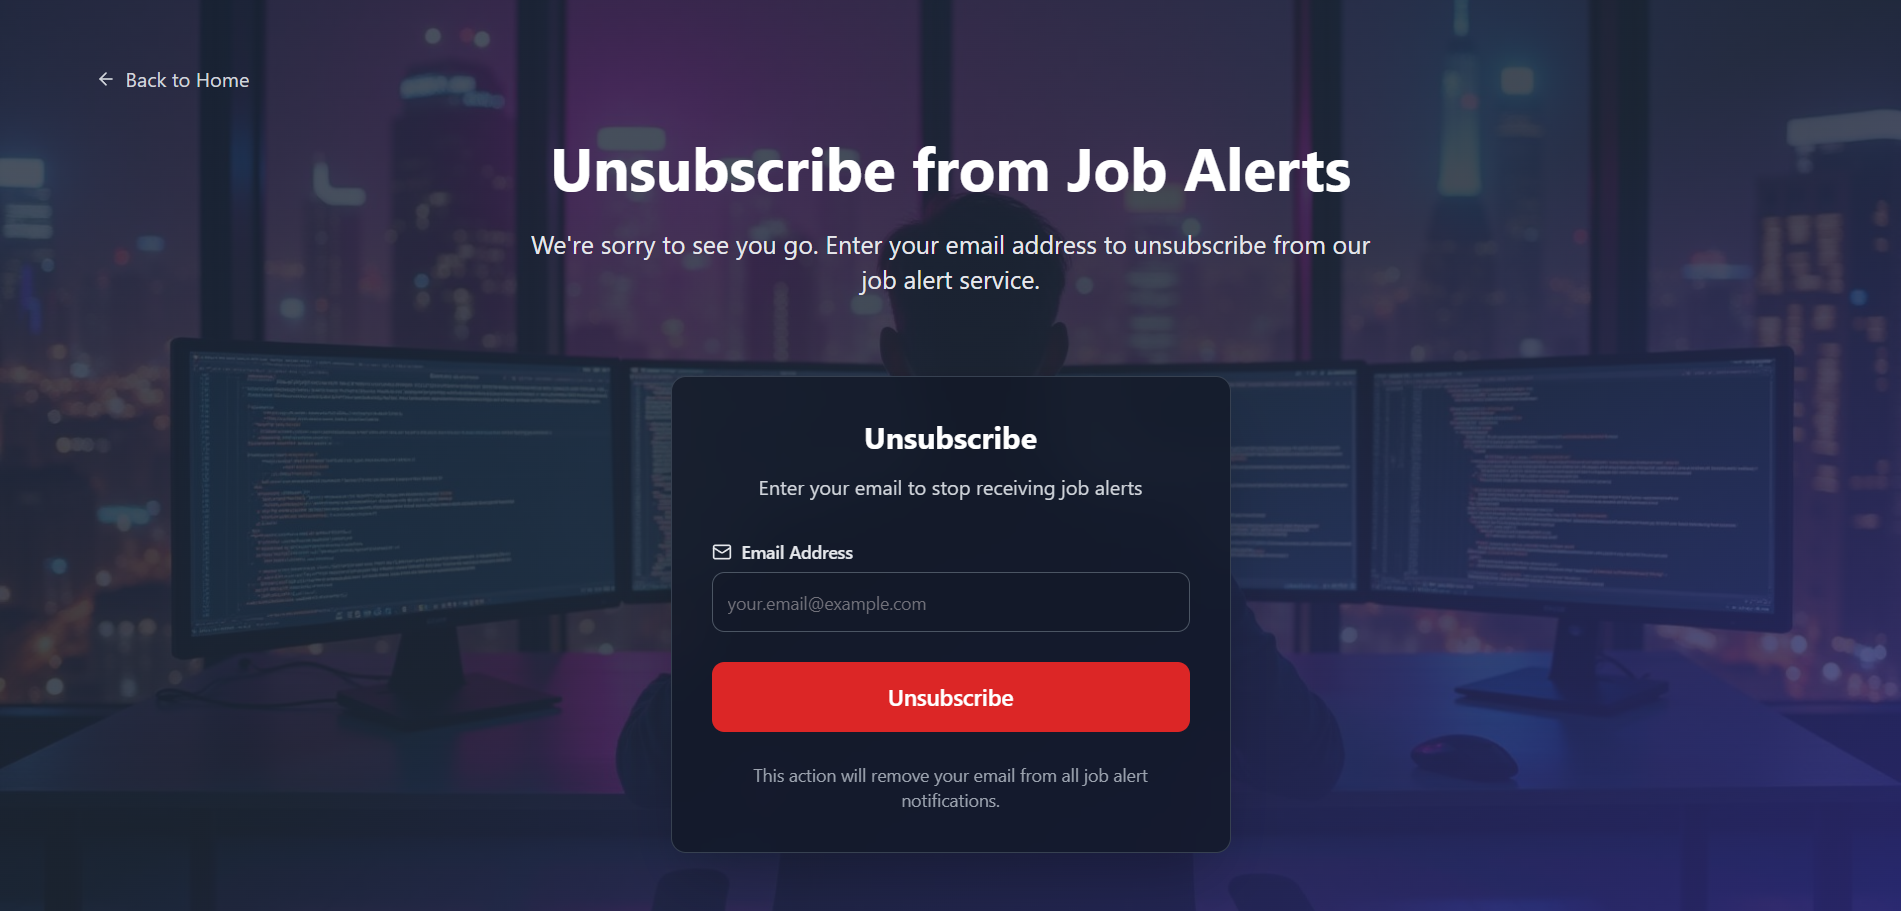 Back to Home
Unsubscribe from Job Alerts
We're sorry to see you go. Enter your email address to unsubscribe from our
job alert service.
Unsubscribe
Enter your email to stop receiving job alerts
Email Address
your.email@example.com
Unsubscribe
This action will remove your email from all job alert
notifications.